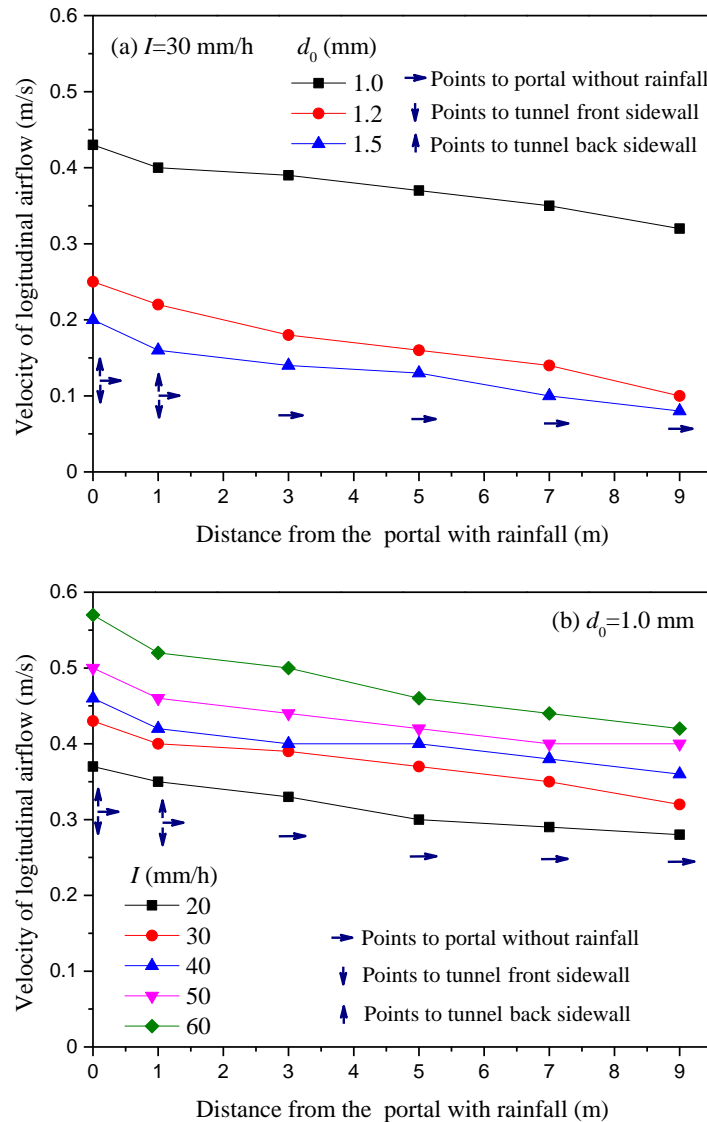 (a) I=30 mm/h
d0 (mm)
1.0
1.2
1.5
Points to portal without rainfall
Points to tunnel front sidewall
Points to tunnel back sidewall
Velocity of logitudinal airflow (m/s)
0.6
0.5
0.4
0.3
0.2
0.1
0
0 1 2 3 4 5 6 7 8 9
Distance from the portal with rainfall (m)
(b) d0=1.0 mm
Velocity of logitudinal airflow (m/s)
0.6
0.5
0.4
0.3
0.2
0.1
0
I (mm/h)
20
30
40
50
60
Points to portal without rainfall
Points to tunnel front sidewall
Points to tunnel back sidewall
0 1 2 3 4 5 6 7 8 9
Distance from the portal with rainfall (m)